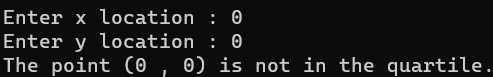 Enter x location : 0
Enter y location : 0
The point (0 , 0) is not in the quartile.